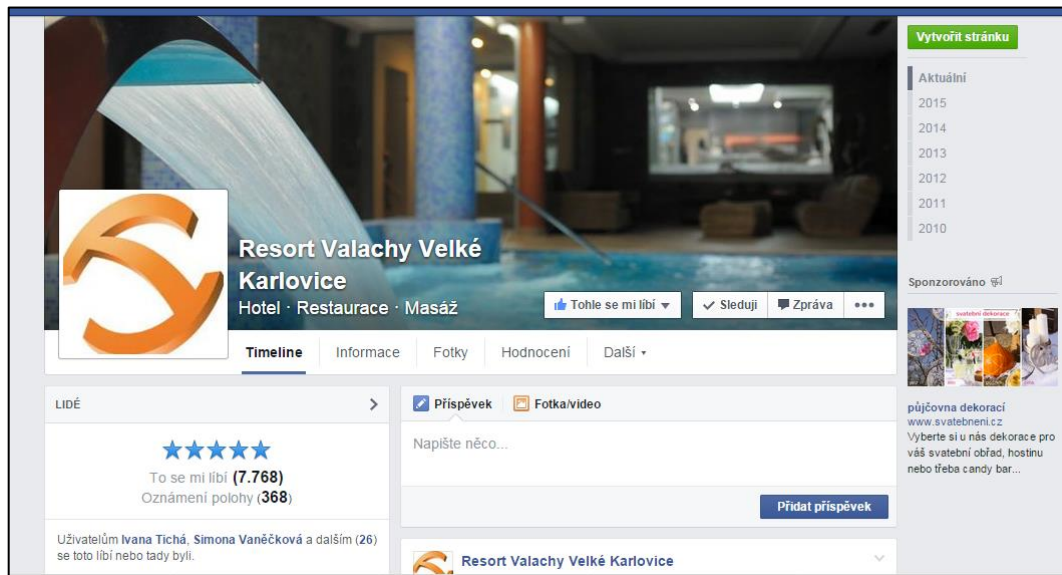 Vytvořit stránku
Aktuální
2015
2014
2013
2012
2011
2010
Resort Valachy Velké
Karlovice
Hotel · Restaurace · Masáž
Tohle se mi líbí
Sleduji
Zpráva
Timeline
Informace
Fotky
Hodnocení
Další
Sponzorováno
svatební dekorace
půjčovna dekorací
www.svatebneni.cz
Vyberte si u nás dekorace pro
váš svatební obřad, hostinu
nebo třeba candy bar...
LIDÉ
To se mi líbí (7.768)
Oznámení polohy (368)
Uživatelům Ivana Tichá, Simona Vaněčková a dalším (26)
se toto líbí nebo tady byli.
Příspěvek
Fotka/video
Napište něco...
Přidat příspěvek
Resort Valachy Velké Karlovice